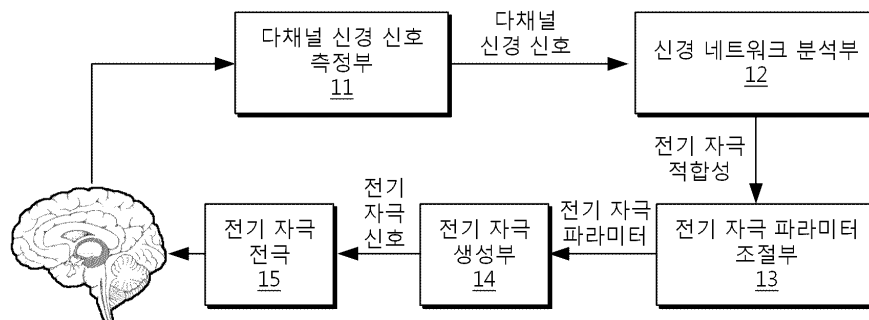 다채널 신경 신호
측정부
11
다채널
신경 신호
신경 네트워크 분석부
12
전기 자극
적합성
전기 자극 파라미터
조절부
13
전기 자극
파라미터
전기 자극
생성부
14
전기
자극
신호
전기 자극
전극
15